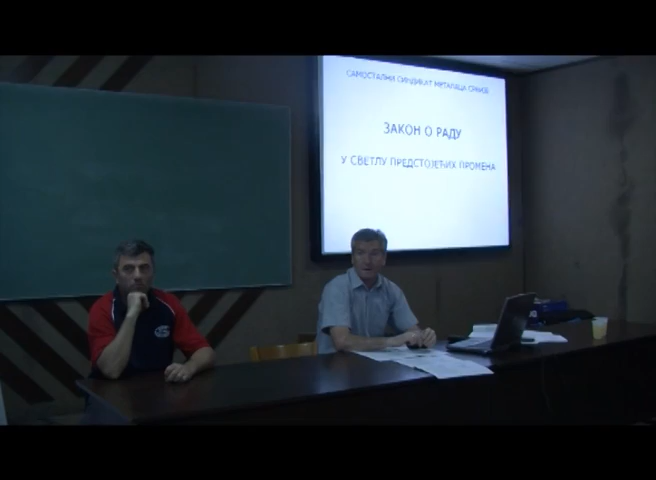 САМОСТАЛНИ СИНДИКАТ МЕТАЛАЦА СРБИЈЕ
ЗАКОН О РАДУ
У СВЕТЛУ ПРЕДСТОЈЕЋИХ ПРОМЕНА